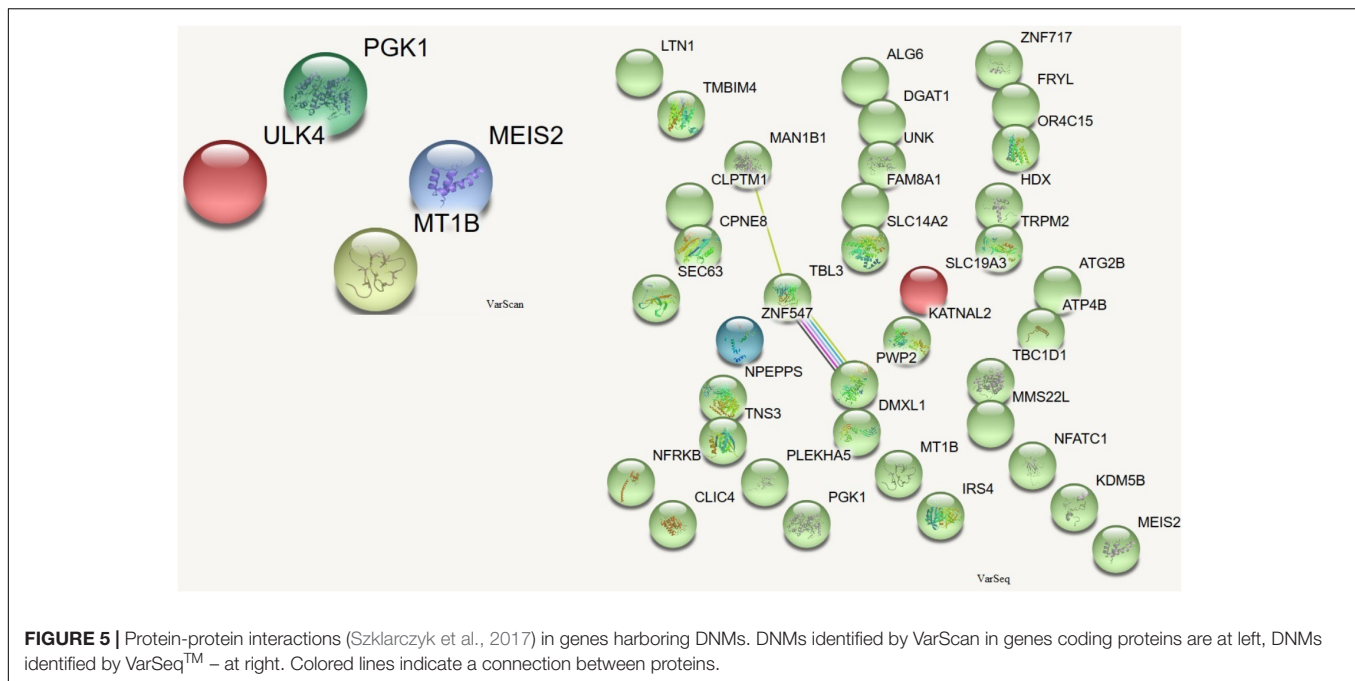 PGK1
ULK4
MEIS2
MT1B
VarScan
LTN1
TMBIM4
MAN1B1
CLPTM1
CPNE8
SEC63
ALG6
DGAT1
UNK
FAM8A1
SLC14A2
ZNF717
FRYL
OR4C15
HDX
TRPM2
TBL3
SLC19A3
ATG2B
ZNF547
KATNAL2
ATP4B
NPEPPS
PWP2
TBC1D1
TNS3
DMXL1
MMS22L
NFRKB
PLEKHA5
MT1B
NFATC1
CLIC4
PGK1
IRS4
KDM5B
MEIS2
VarSeq
FIGURE 5 | Protein-protein interactions (Szklarczyk et al., 2017) in genes harboring DNMs. DNMs identified by VarScan in genes coding proteins are at left, DNMs
identified by VarSeq™ – at right. Colored lines indicate a connection between proteins.